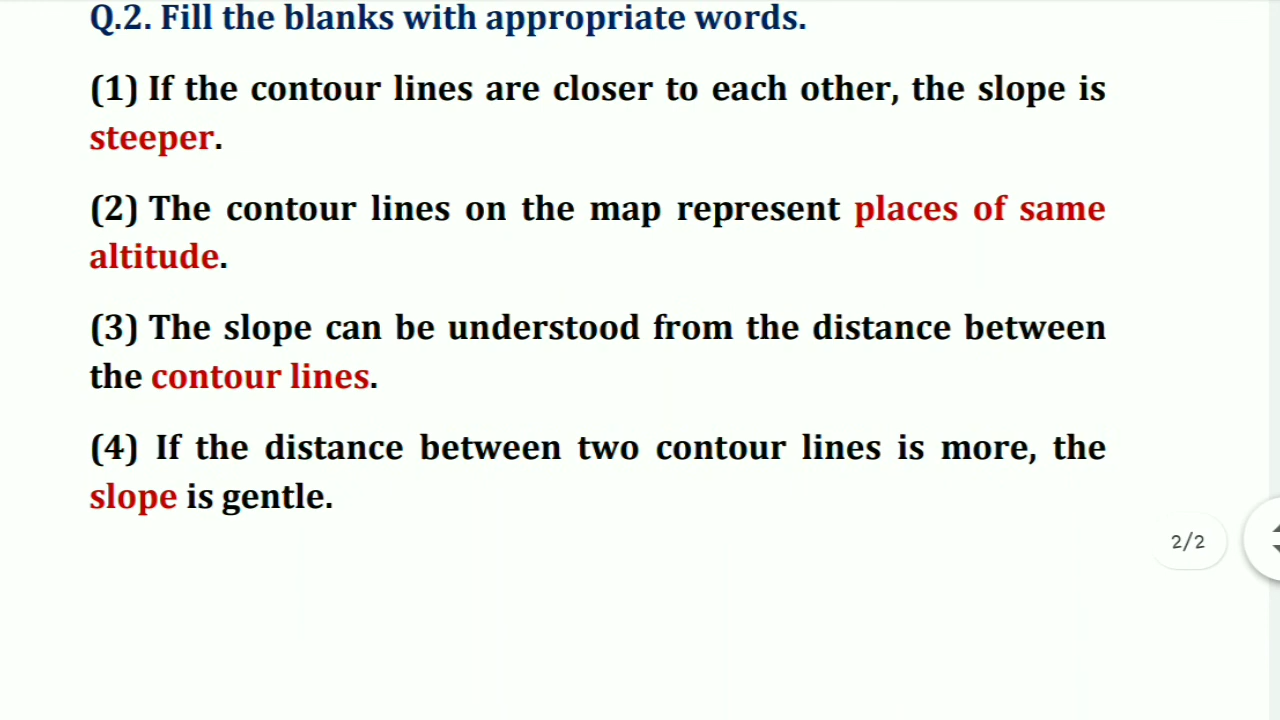 Q.2. Fill the blanks with appropriate words.
(1) If the contour lines are closer to each other, the slope is
steeper.
(2) The contour lines on the map represent places of same
altitude.
(3) The slope can be understood from the distance between
the contour lines.
(4) If the distance between two contour lines is more, the
slope is gentle.
2/2